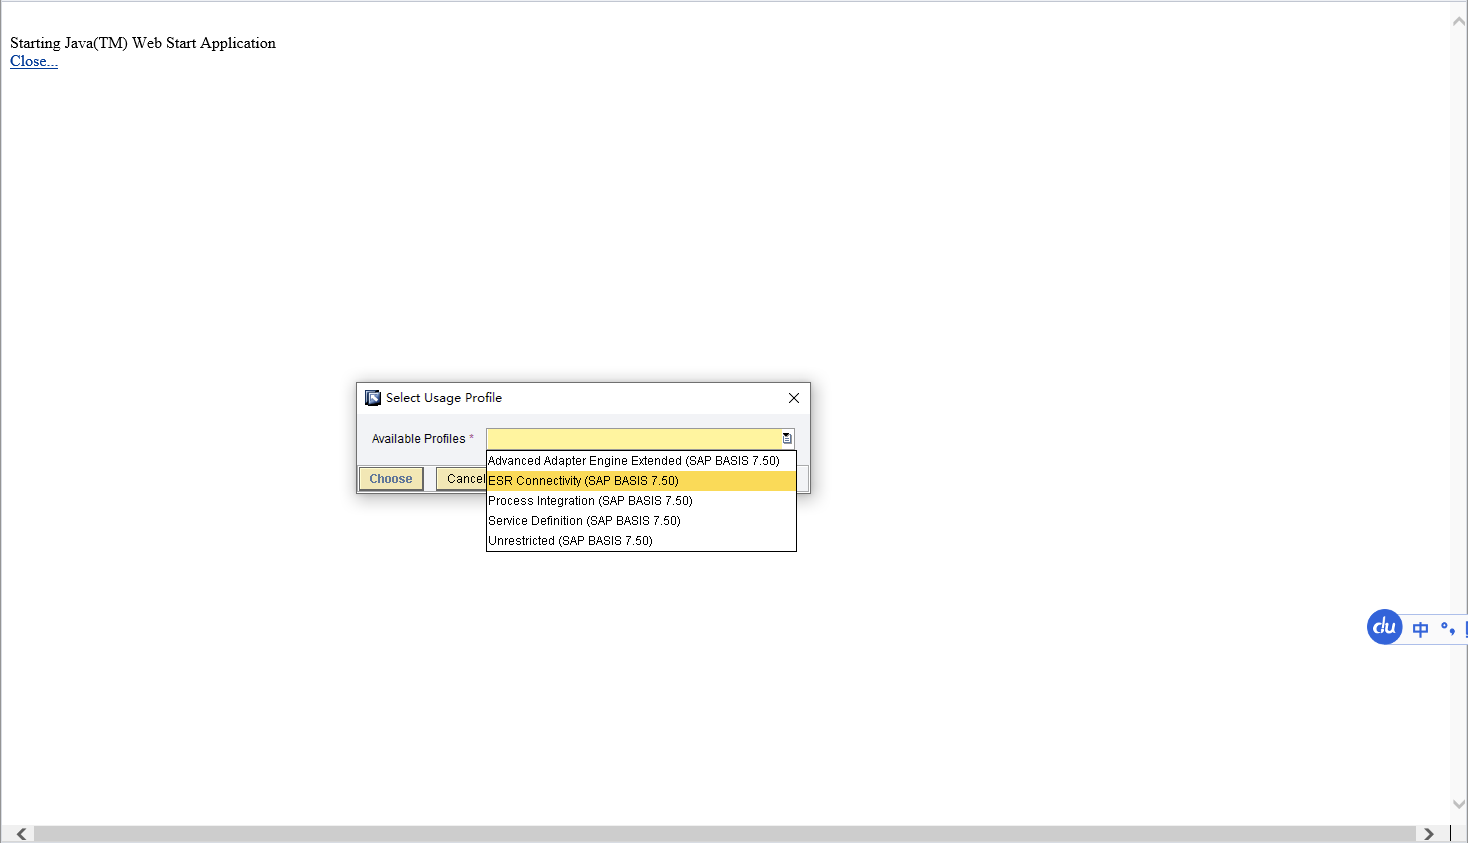 Starting Java(TM) Web Start Application
Close...
Select Usage Profile
Available Profiles *
Advanced Adapter Engine Extended (SAP BASIS 7.50)
Choose
Cancel
ESR Connectivity (SAP BASIS 7.50)
Process Integration (SAP BASIS 7.50)
Service Definition (SAP BASIS 7.50)
Unrestricted (SAP BASIS 7.50)
du 中 °,